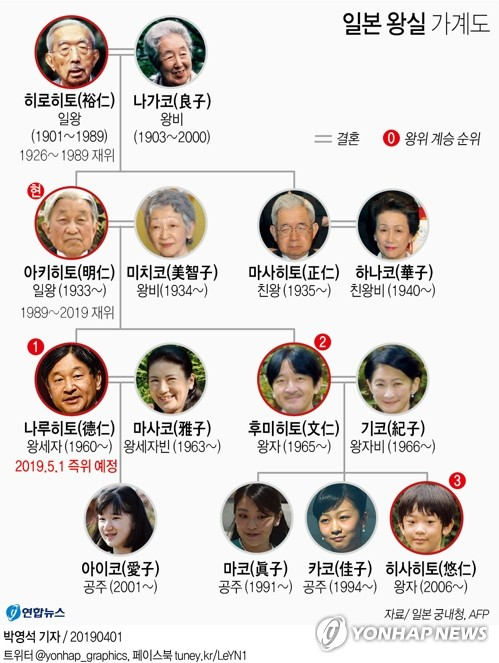 일본 왕실 가계도
히로히토(裕仁)
일왕
(1901～1989)
1926～1989 재위
나가코(良子)
왕비
(1903～2000)
결혼
0 왕위 계승 순위
현
아키히토(明仁)
일왕(1933～)
1989～2019 재위
미치코(美智子)
왕비(1934～)
마사히토(正仁)
친왕(1935～)
하나코(華子)
친왕비(1940～)
1
나루히토(德仁)
왕세자(1960～)
2019.5.1 즉위 예정
마사코(雅子)
왕세자빈(1963～)
2
후미히토(文仁)
왕자(1965～)
기코(紀子)
왕자비(1966～)
아이코(愛子)
공주(2001～)
마코(眞子)
공주(1991～)
카코(佳子)
공주(1994～)
3
히사히토(悠仁)
왕자(2006～)
연합뉴스
자료/ 일본 궁내청, AFP
박영석 기자 / 20190401
YONHAP NEWS
트위터 @yonhap_graphics, 페이스북 tuney.kr/LeYN1